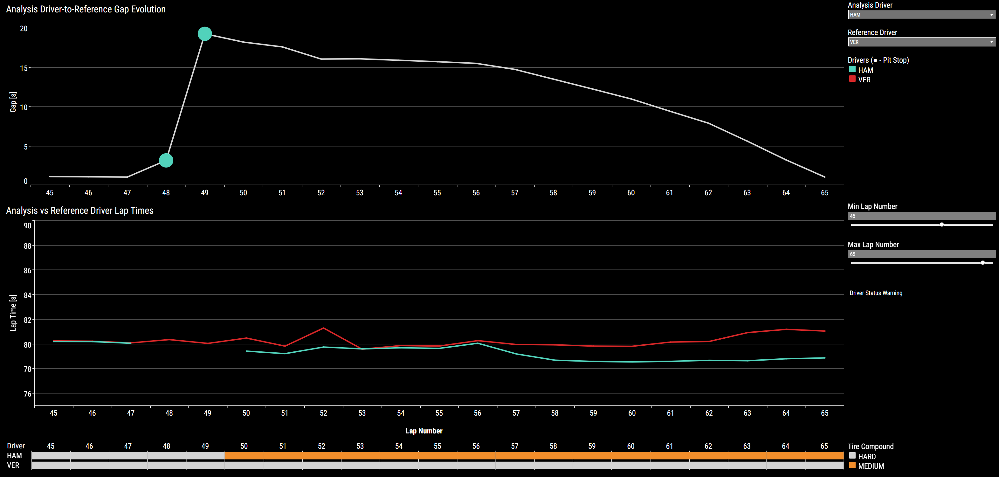 Analysis Driver-to-Reference Gap Evolution
Analysis Driver
HAM
Reference Driver
VER
Drivers (● - Pit Stop)
HAM
VER
20
15
10
5
0
Gap [s]
45 46 47 48 49 50 51 52 53 54 55 56 57 58 59 60 61 62 63 64 65
Analysis vs Reference Driver Lap Times
Min Lap Number
45
Max Lap Number
65
Driver Status Warning
90
88
86
84
82
80
78
76
Lap Time [s]
45 46 47 48 49 50 51 52 53 54 55 56 57 58 59 60 61 62 63 64 65
Lap Number
Driver 45 46 47 48 49 50 51 52 53 54 55 56 57 58 59 60 61 62 63 64 65
HAM
VER
Tire Compound
HARD
MEDIUM